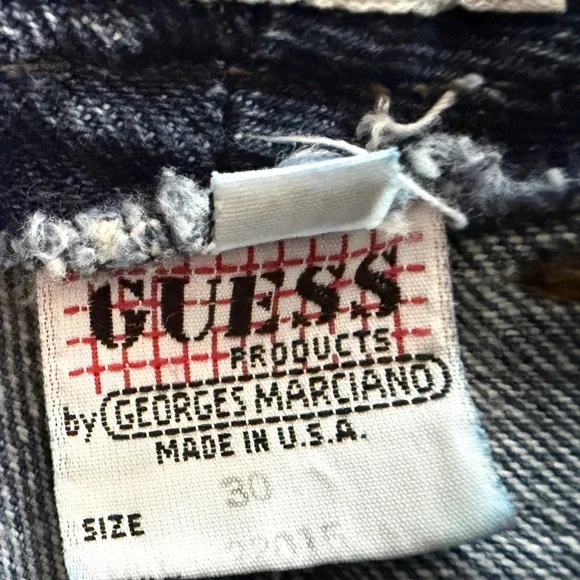 GUESS
PRODUCTS
by GEORGES MARCIANO
MADE IN U.S.A.
30
SIZE